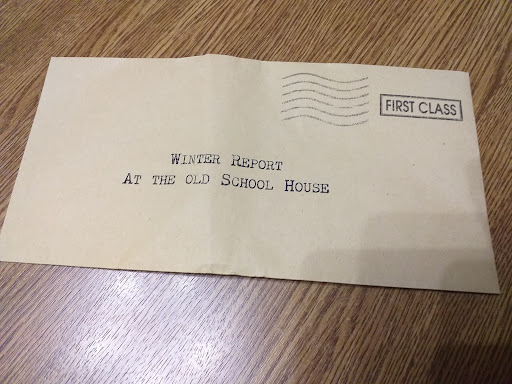 FIRST CLASS
WINTER REPORT
AT THE OLD SCHOOL HOUSE